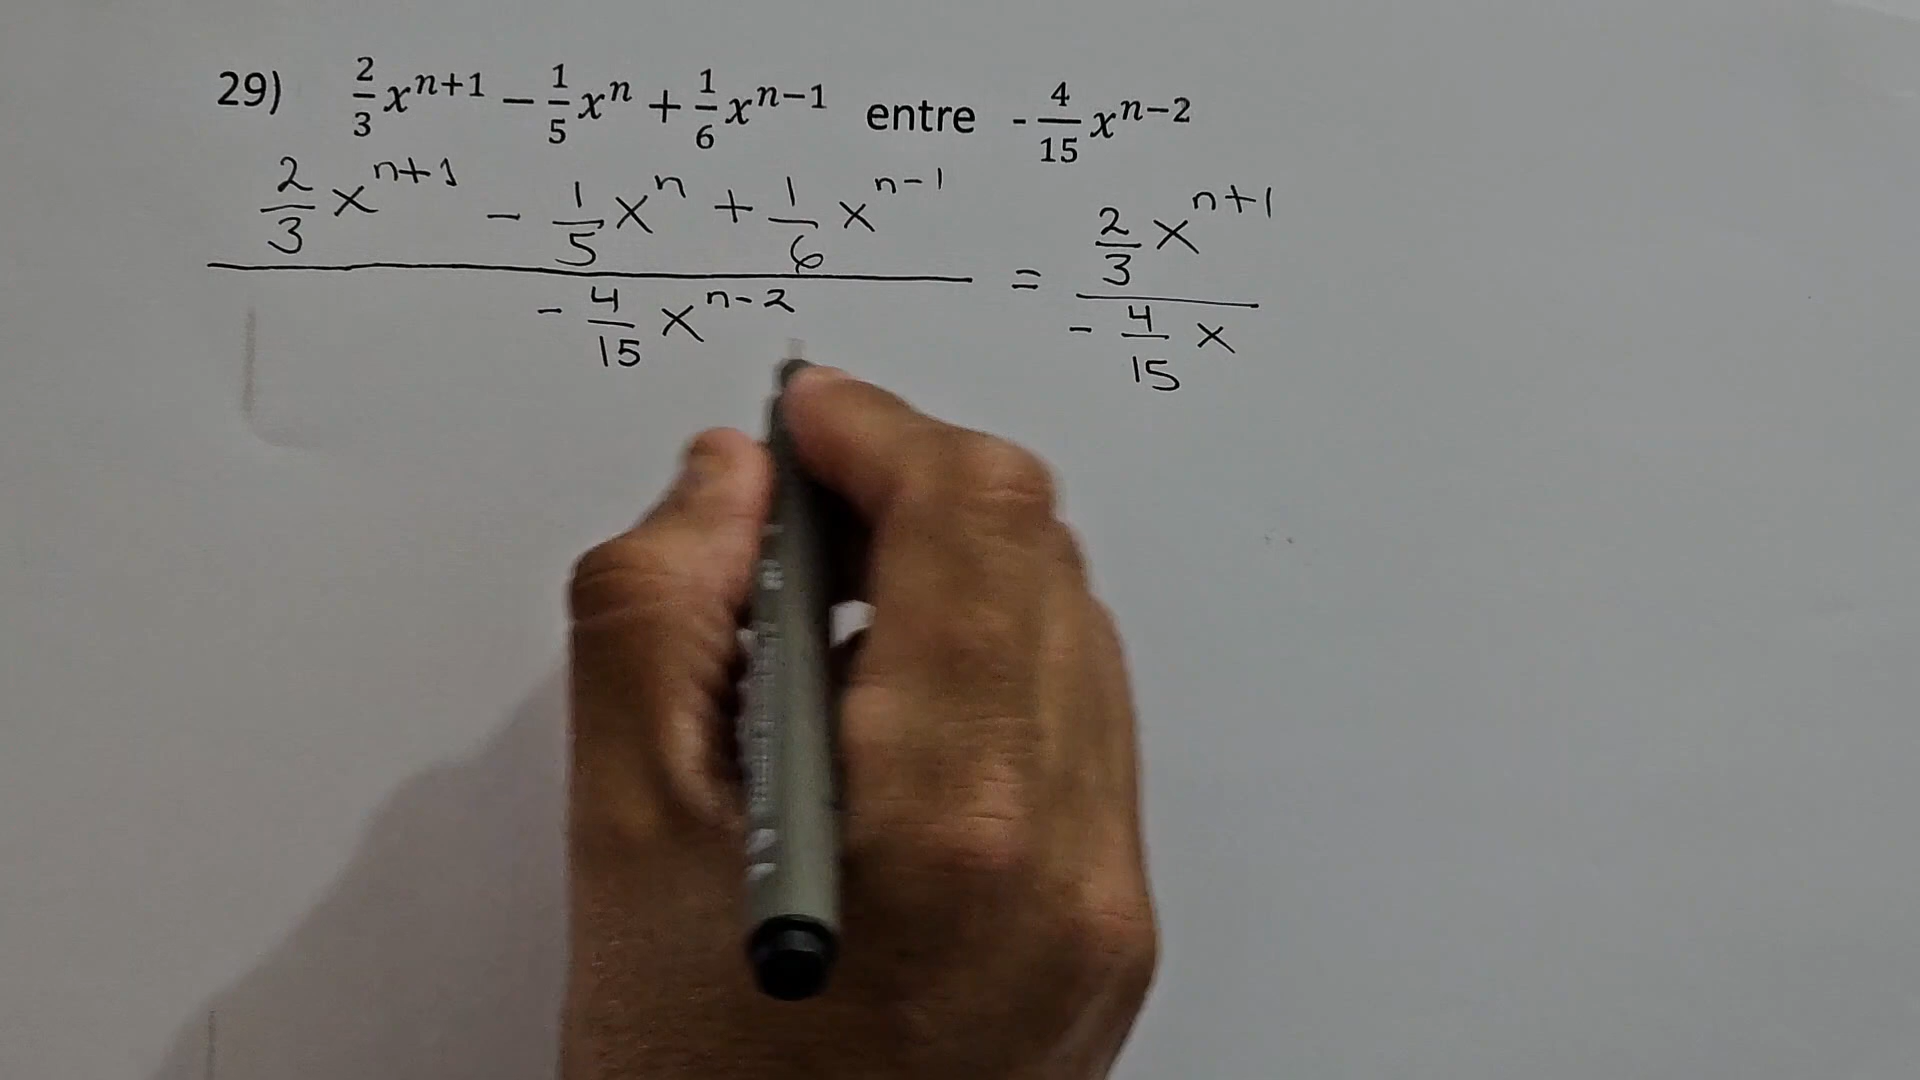 29) 2/3 x^{n+1} − 1/5 x^n + 1/6 x^{n−1} entre - 4/15 x^{n−2}
2/3 x^{n+1} - 1/5 x^n + 1/6 x^{n-1} = 2/3 x^{n+1}
- 4/15 x^{n-2} - 4/15 x